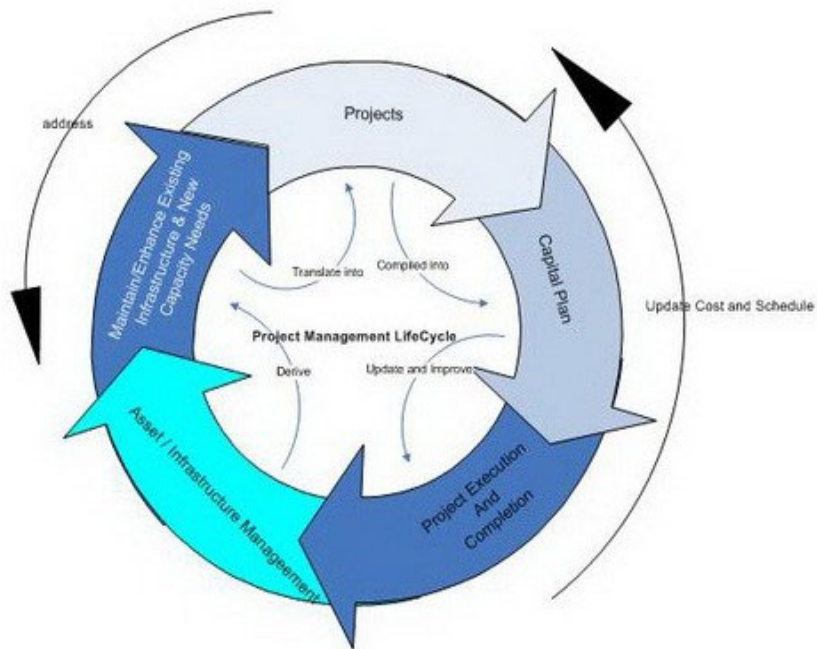 address
Projects
Maintain/Enhance Existing
Infrastructure & New
Capacity Needs
Translate into
Compiled into
Capital Plan
Update Cost and Schedule
Project Management LifeCycle
Derive
Update and Improve
Asset / Infrastructure Management
Project Execution
And
Completion